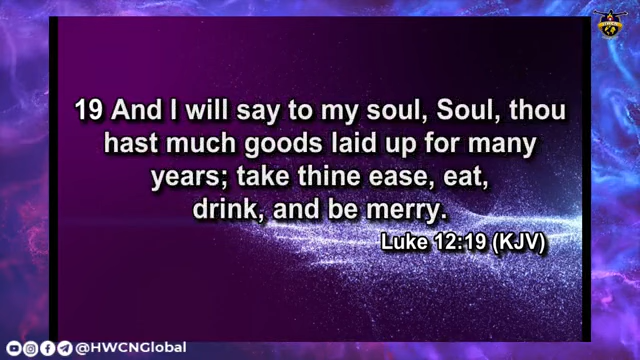 19 And I will say to my soul, Soul, thou
hast much goods laid up for many
years; take thine ease, eat,
drink, and be merry.
Luke 12:19 (KJV)
@HWCNGlobal